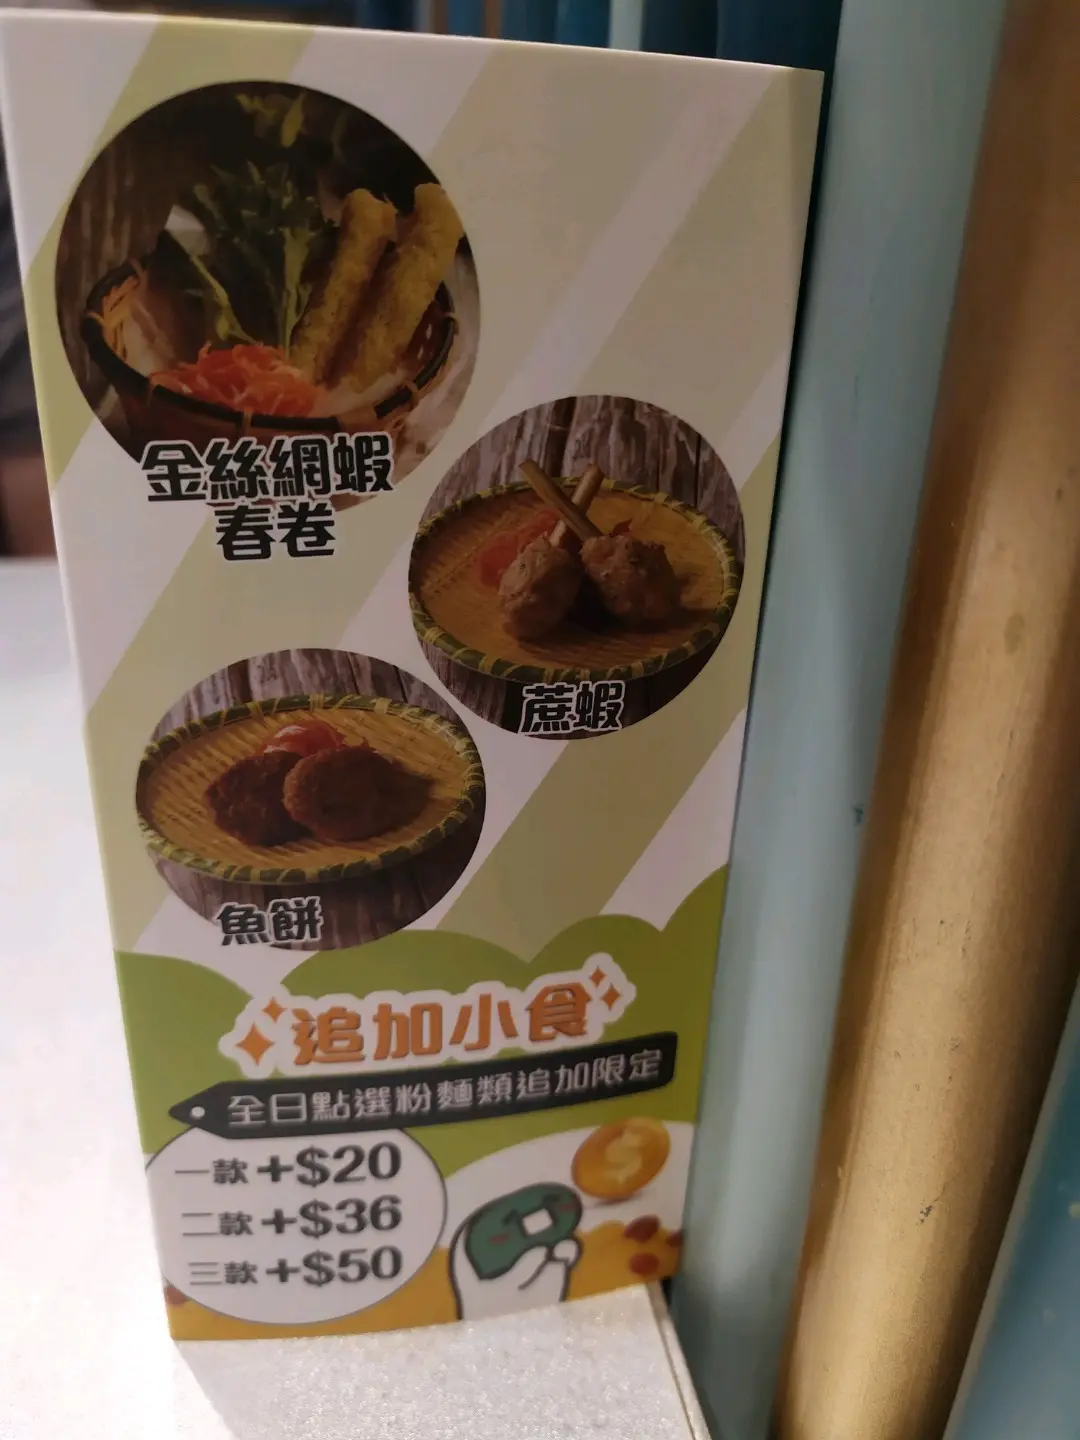 金絲網蝦
春卷
蔗蝦
魚餅
追加小食
全日點選粉麵類追加限定
一款+$20
二款+$36
三款+$50
$